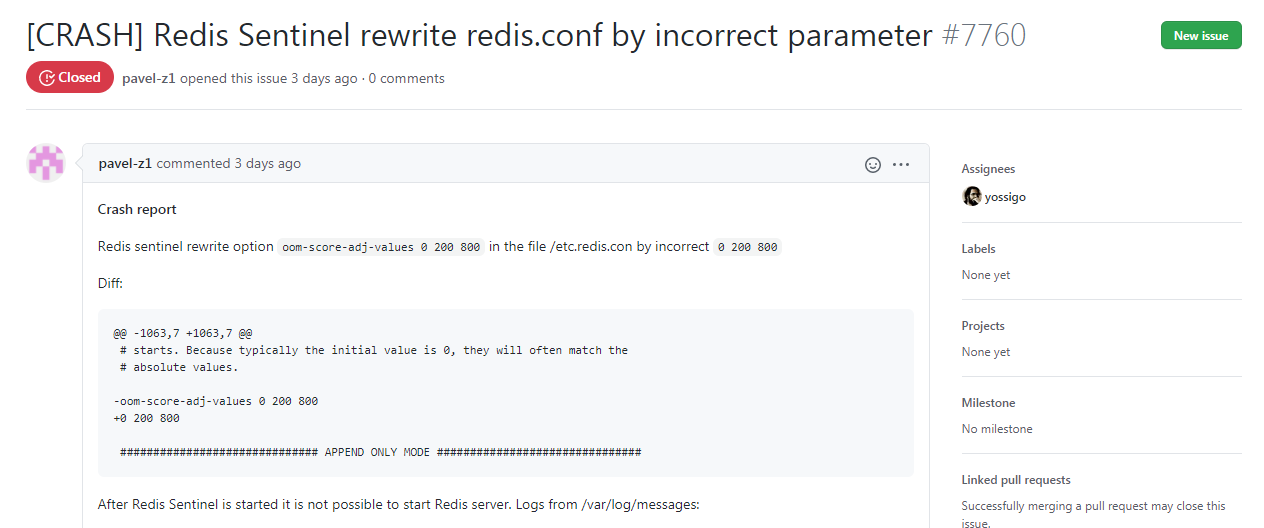 [CRASH] Redis Sentinel rewrite redis.conf by incorrect parameter #7760
New issue
Closed pavel-z1 opened this issue 3 days ago · 0 comments
pavel-z1 commented 3 days ago
Crash report
Redis sentinel rewrite option oom-score-adj-values 0 200 800 in the file /etc.redis.con by incorrect 0 200 800
Diff:
@@ -1063,7 +1063,7 @@
# starts. Because typically the initial value is 0, they will often match the
# absolute values.
-oom-score-adj-values 0 200 800
+0 200 800
############################## APPEND ONLY MODE ###############################
After Redis Sentinel is started it is not possible to start Redis server. Logs from /var/log/messages:
Assignees
yossigo
Labels
None yet
Projects
None yet
Milestone
No milestone
Linked pull requests
Successfully merging a pull request may close this
issue.